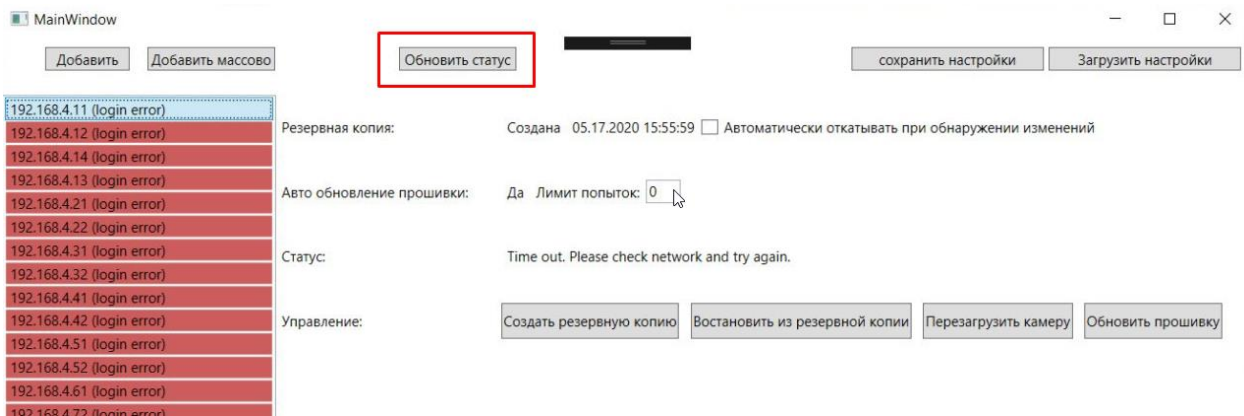 MainWindow
Добавить
Добавить массово
Обновить статус
сохранить настройки
Загрузить настройки
192.168.4.11 (login error)
192.168.4.12 (login error)
192.168.4.14 (login error)
192.168.4.13 (login error)
192.168.4.21 (login error)
192.168.4.22 (login error)
192.168.4.31 (login error)
192.168.4.32 (login error)
192.168.4.41 (login error)
192.168.4.42 (login error)
192.168.4.51 (login error)
192.168.4.52 (login error)
192.168.4.61 (login error)
192.168.4.72 (login error)
Резервная копия: Создана 05.17.2020 15:55:59 Автоматически откатывать при обнаружении изменений
Авто обновление прошивки: Да Лимит попыток: 0
Статус: Time out. Please check network and try again.
Управление: Создать резервную копию Востановить из резервной копии Перезагрузить камеру Обновить прошивку